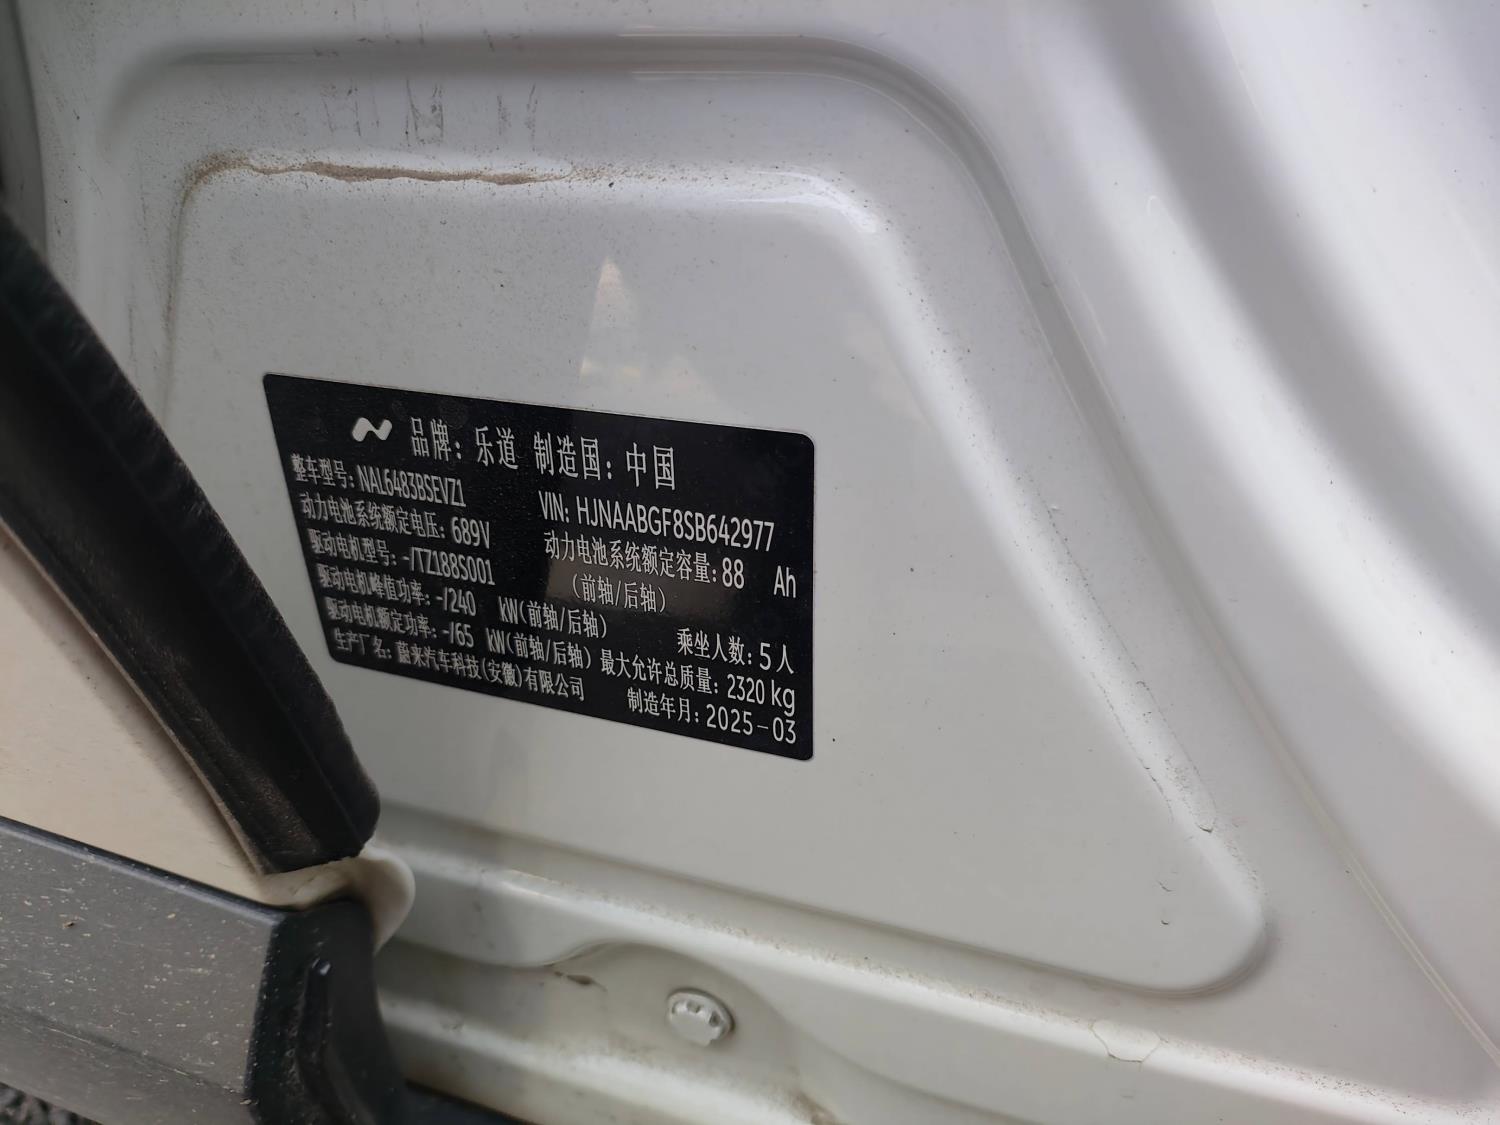 品牌：乐道 制造国：中国
整车型号：NAL6483BSEVZ1
VIN: HJNAABGF8SB642977
动力电池系统额定电压：689V
动力电池系统额定容量：88 Ah
驱动电机型号：-/TZ188S001
（前轴/后轴）
驱动电机峰值功率：-/240 kW（前轴/后轴）
乘坐人数：5人
驱动电机额定功率：-/65 kW（前轴/后轴）
最大允许总质量：2320 kg
生产厂名：蔚来汽车科技（安徽）有限公司
制造年月：2025-03